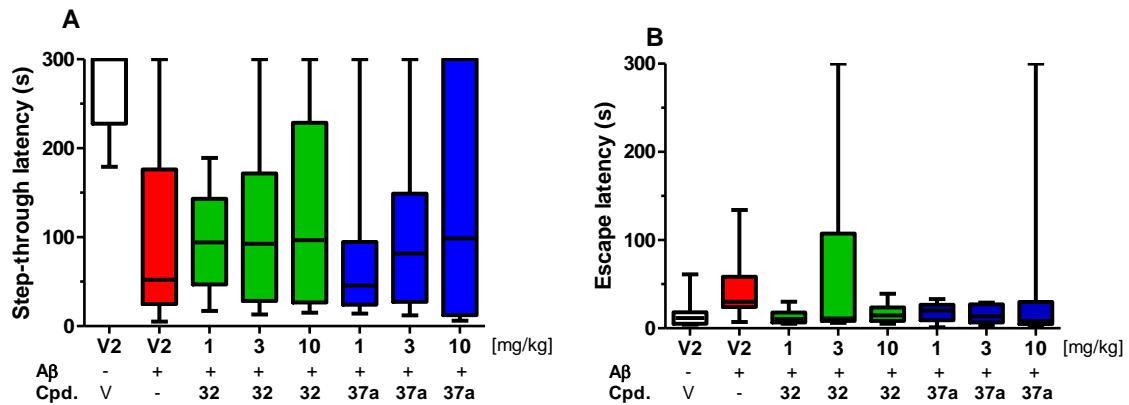 A
Step-through latency (s)
300
200
100
0
V2 V2 1 3 10 1 3 10 [mg/kg]
Aβ - + + + + + + +
Cpd. V - 32 32 32 37a 37a 37a
B
Escape latency (s)
300
200
100
0
V2 V2 1 3 10 1 3 10 [mg/kg]
Aβ - + + + + + + +
Cpd. V - 32 32 32 37a 37a 37a